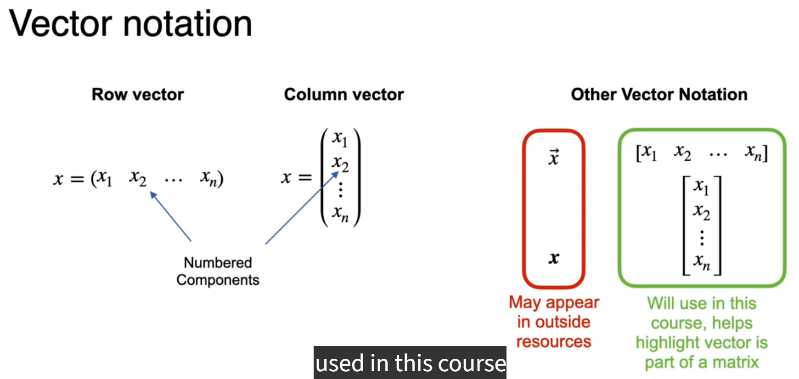 Vector notation
Row vector
Column vector
Other Vector Notation
x = (x₁ x₂ … xₙ)
x = (x₁
x₂
⋮
xₙ)
Numbered
Components
x⃗
x
May appear
in outside
resources
[x₁ x₂ … xₙ]
[x₁
x₂
⋮
xₙ]
Will use in this
course, helps
highlight vector is
part of a matrix
used in this course